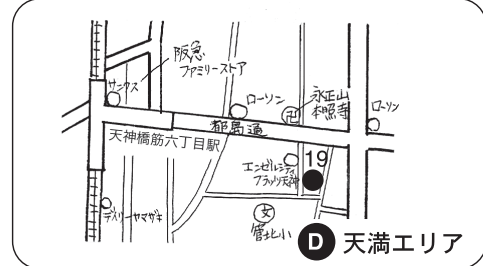 阪急
ファミリーストア
サンクス
ローソン
永正山
本照寺
ローソン
都島通
天神橋筋六丁目駅
19
エンゼルシティ
プラッツ天神
デイリーヤマザキ
文
菅北小
D 天満エリア